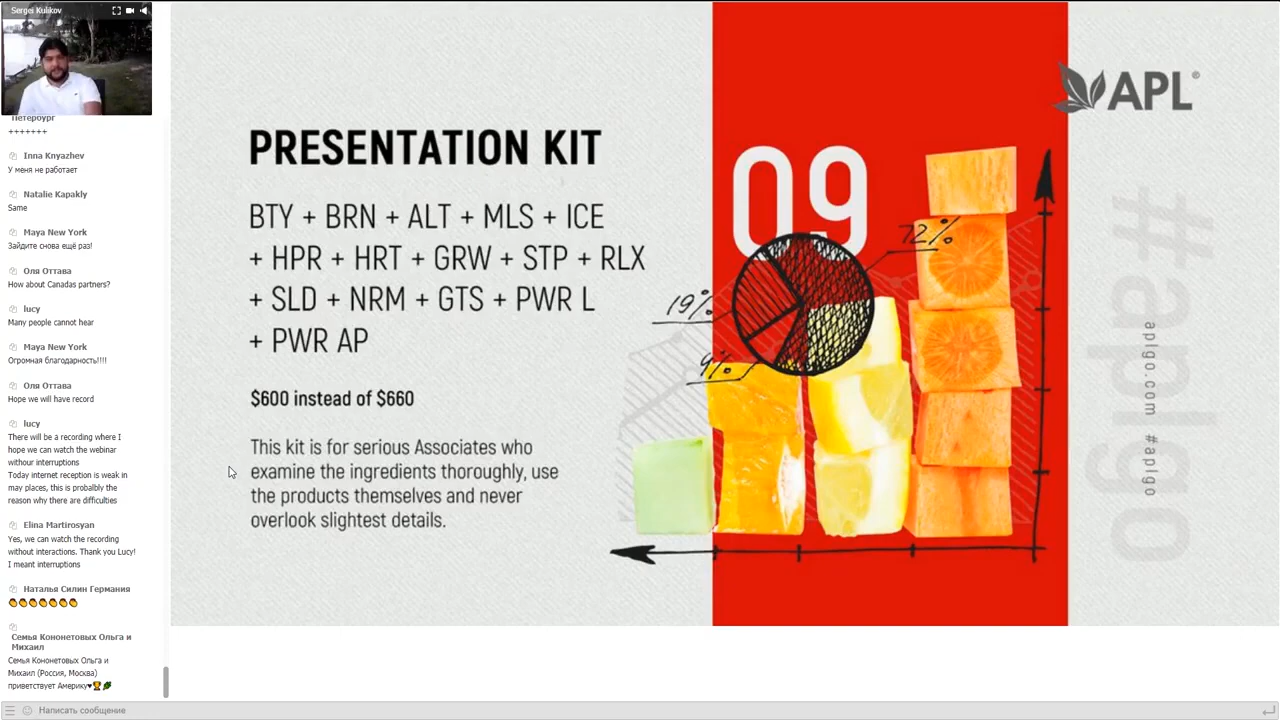 Sergei Kulikov
Петербург
+++++++
Inna Knyazhev
У меня не работает
Natalie Kapakly
Same
Maya New York
Зайдите снова ещё раз!
Оля Оттава
How about Canadas partners?
lucy
Many people cannot hear
Maya New York
Огромная благодарность!!!!
Оля Оттава
Hope we will have record
lucy
There will be a recording where I
hope we can watch the webinar
withour interruptions
Today internet reception is weak in
may places, this is probalbly the
reason why there are difficulties
Elina Martirosyan
Yes, we can watch the recording
without interactions. Thank you Lucy!
I meant interruptions
Наталья Силин Германия
👏👏👏👏👏👏👏
Семья Кононетовых Ольга и
Михаил
Семья Кононетовых Ольга и
Михаил (Россия, Москва)
приветствует Америку♥🏆🍃
Написать сообщение
PRESENTATION KIT
BTY + BRN + ALT + MLS + ICE
+ HPR + HRT + GRW + STP + RLX
+ SLD + NRM + GTS + PWR L
+ PWR AP
$600 instead of $660
This kit is for serious Associates who
examine the ingredients thoroughly, use
the products themselves and never
overlook slightest details.
09
72%
19%
9%
APL®
aplgo.com #aplgo
#aplgo